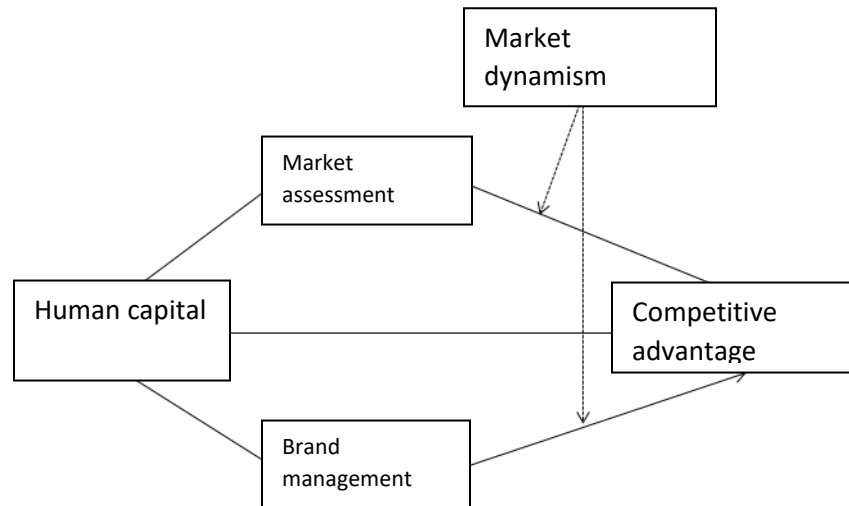 Market
dynamism
Market
assessment
Human capital
Competitive
advantage
Brand
management